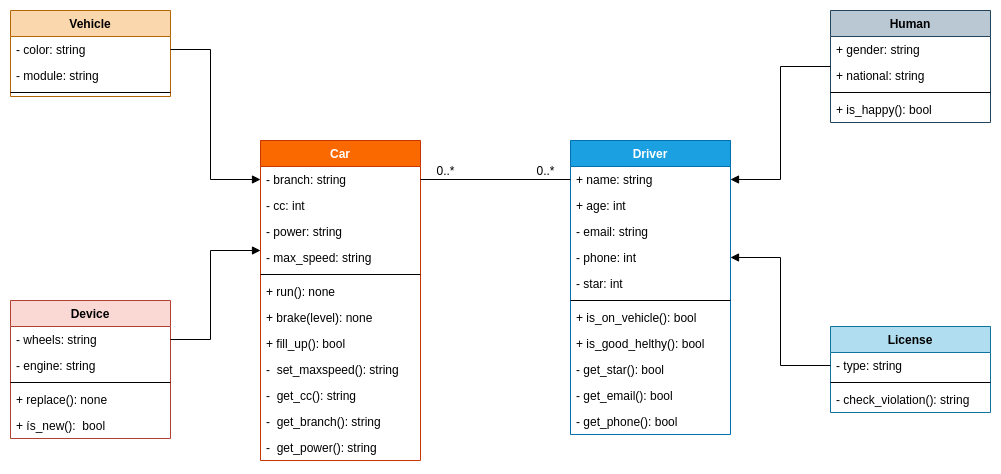 Vehicle
- color: string
- module: string
Human
+ gender: string
+ national: string
+ is_happy(): bool
Car
- branch: string
- cc: int
- power: string
- max_speed: string
+ run(): none
+ brake(level): none
+ fill_up(): bool
- set_maxspeed(): string
- get_cc(): string
- get_branch(): string
- get_power(): string
0..*
0..*
Driver
+ name: string
+ age: int
- email: string
- phone: int
- star: int
+ is_on_vehicle(): bool
+ is_good_helthy(): bool
- get_star(): bool
- get_email(): bool
- get_phone(): bool
Device
- wheels: string
- engine: string
+ replace(): none
+ ís_new(): bool
License
- type: string
- check_violation(): string